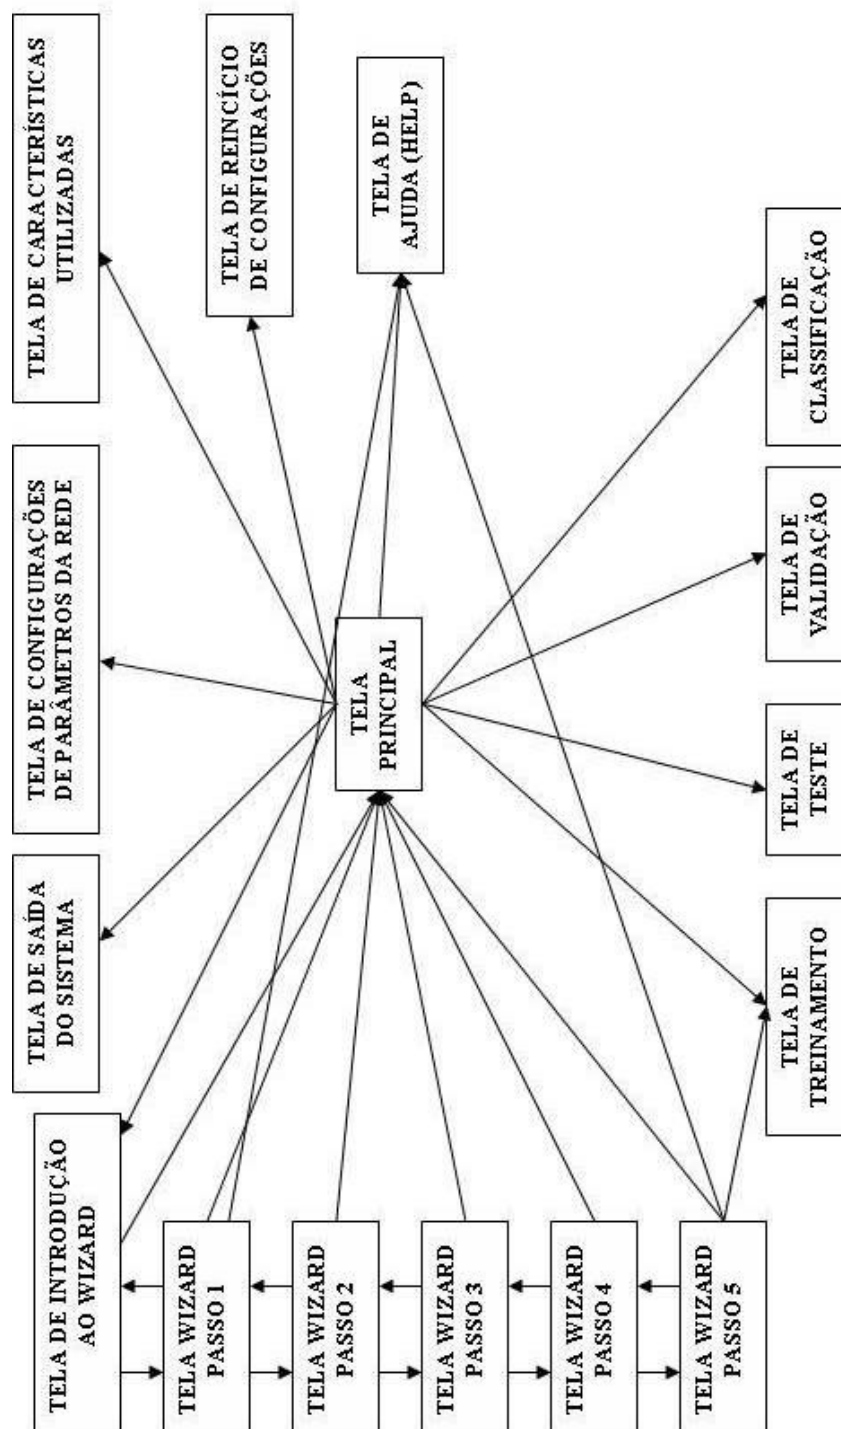 TELA DE INTRODUÇÃO
AO WIZARD
TELA DE SAÍDA
DO SISTEMA
TELA DE CONFIGURAÇÕES
DE PARÂMETROS DA REDE
TELA DE CARACTERÍSTICAS
UTILIZADAS
TELA WIZARD
PASSO 1
TELA DE REINCÍCIO
DE CONFIGURAÇÕES
TELA WIZARD
PASSO 2
TELA
PRINCIPAL
TELA DE
AJUDA (HELP)
TELA WIZARD
PASSO 3
TELA WIZARD
PASSO 4
TELA WIZARD
PASSO 5
TELA DE
TREINAMENTO
TELA DE
TESTE
TELA DE
VALIDAÇÃO
TELA DE
CLASSIFICAÇÃO